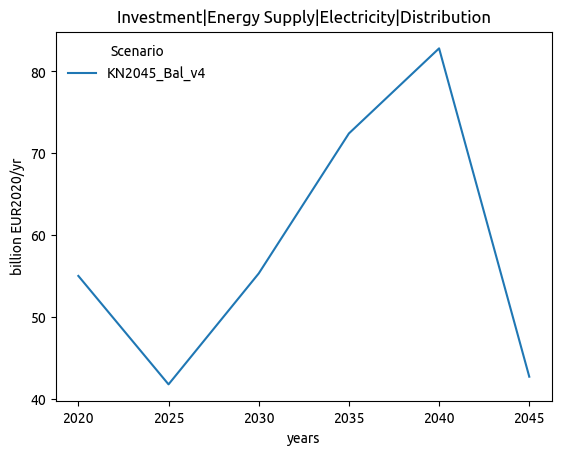 Investment|Energy Supply|Electricity|Distribution
Scenario
KN2045_Bal_v4
billion EUR2020/yr
80
70
60
50
40
2020 2025 2030 2035 2040 2045
years